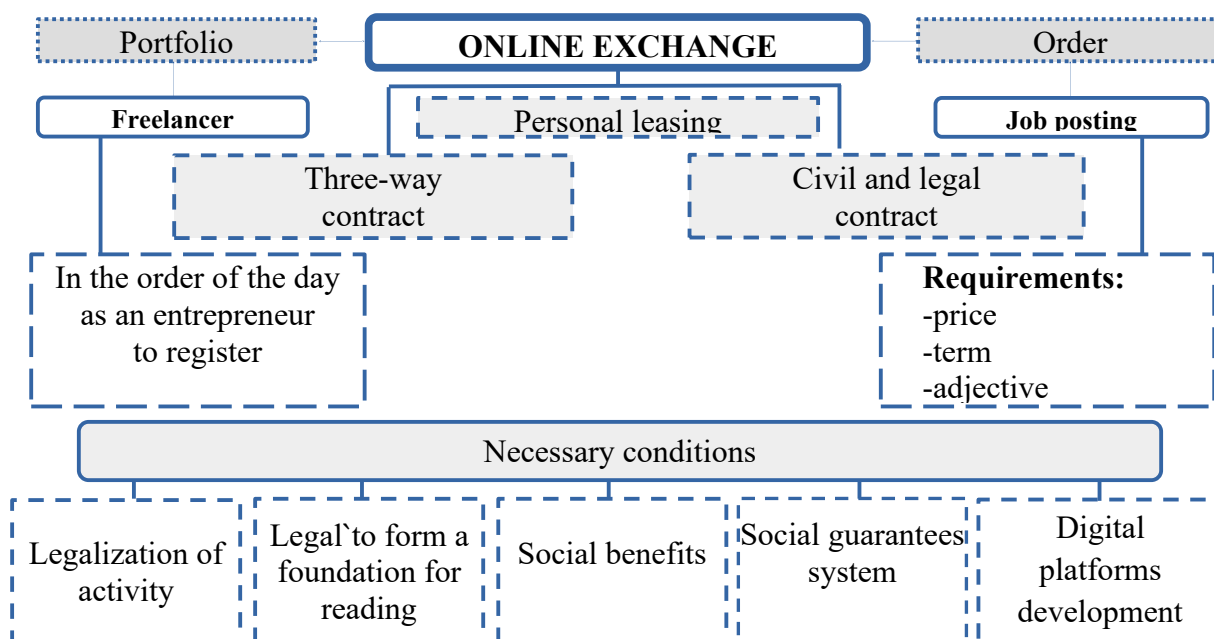 Portfolio
ONLINE EXCHANGE
Order
Freelancer
Personal leasing
Job posting
Three-way
contract
Civil and legal
contract
In the order of the day
as an entrepreneur
to register
Requirements:
-price
-term
-adjective
Necessary conditions
Legalization of
activity
Legal`to form a
foundation for
reading
Social benefits
Social guarantees
system
Digital
platforms
development